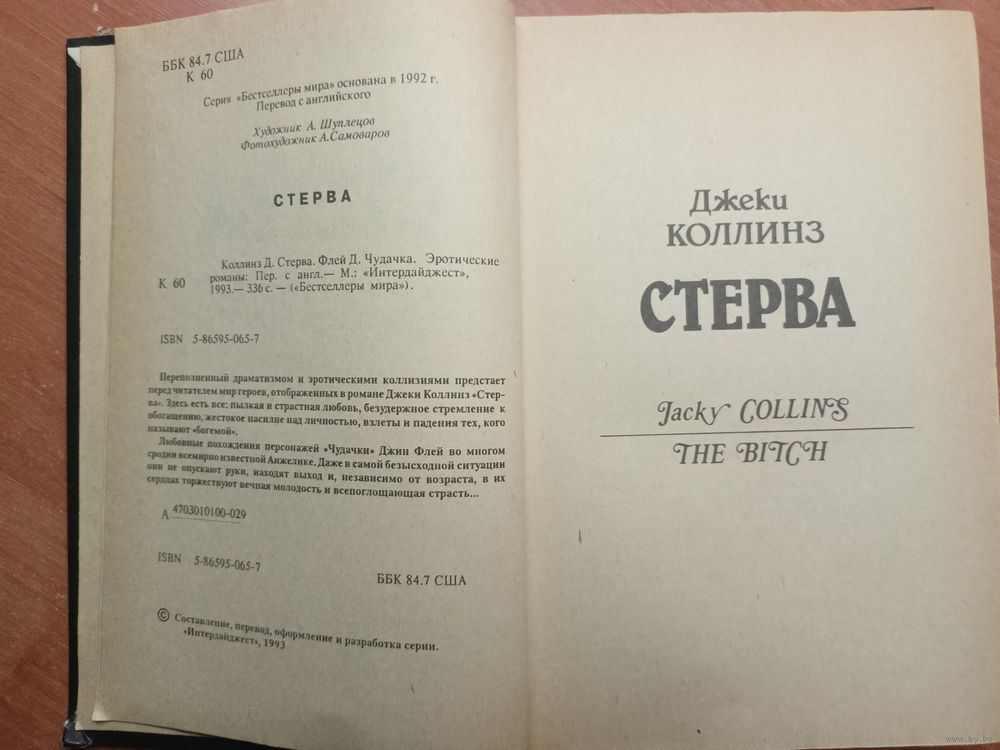 ББК 84.7 США
К 60
Серия «Бестселлеры мира» основана в 1992 г.
Перевод с английского
Художник А. Шуплецов
Фотохудожник А.Самоваров
СТЕРВА
Коллинз Д. Стерва. Флей Д. Чудачка. Эротические
К 60 романы: Пер. с англ.— М.: «Интердайджест»,
1993.— 336 с. — («Бестселлеры мира»).
ISBN 5-86595-065-7
Переполненный драматизмом и эротическими коллизиями предстает
перед читателем мир героев, отображенных в романе Джеки Коллинз «Стер-
ва». Здесь есть все: пылкая и страстная любовь, безудержное стремление к
обогащению, жестокое насилие над личностью, взлеты и падения тех, кого
называют «богемой».
Любовные похождения персонажей «Чудачки» Джин Флей во многом
сродни всемирно известной Анжелике. Даже в самой безысходной ситуации
они не опускают руки, находят выход и, независимо от возраста, в их
сердцах торжествуют вечная молодость и всепоглощающая страсть...
А 4703010100-029
ISBN 5-86595-065-7
ББК 84.7 США
© Составление, перевод, оформление и разработка серии.
«Интердайджест», 1993
Джеки
КОЛЛИНЗ
СТЕРВА
Jacky COLLINS
THE BITCH
www.ay.by